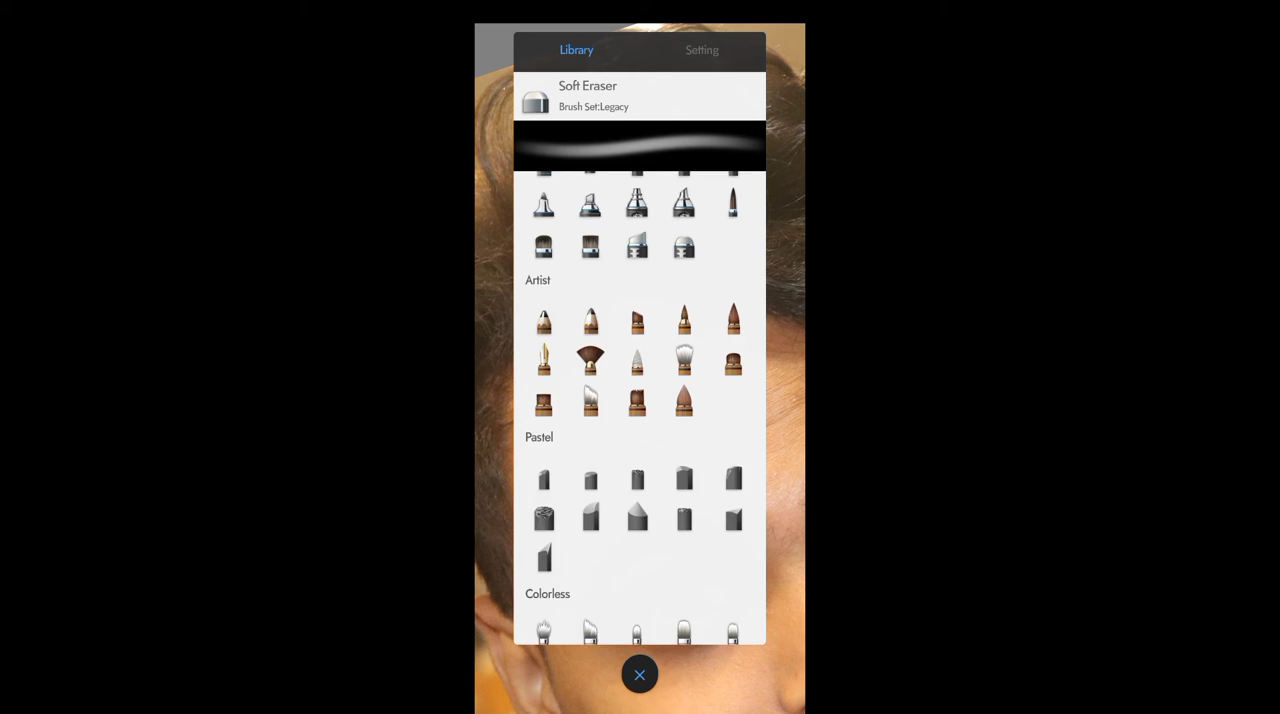 Library
Setting
Soft Eraser
Brush Set:Legacy
Artist
Pastel
Colorless